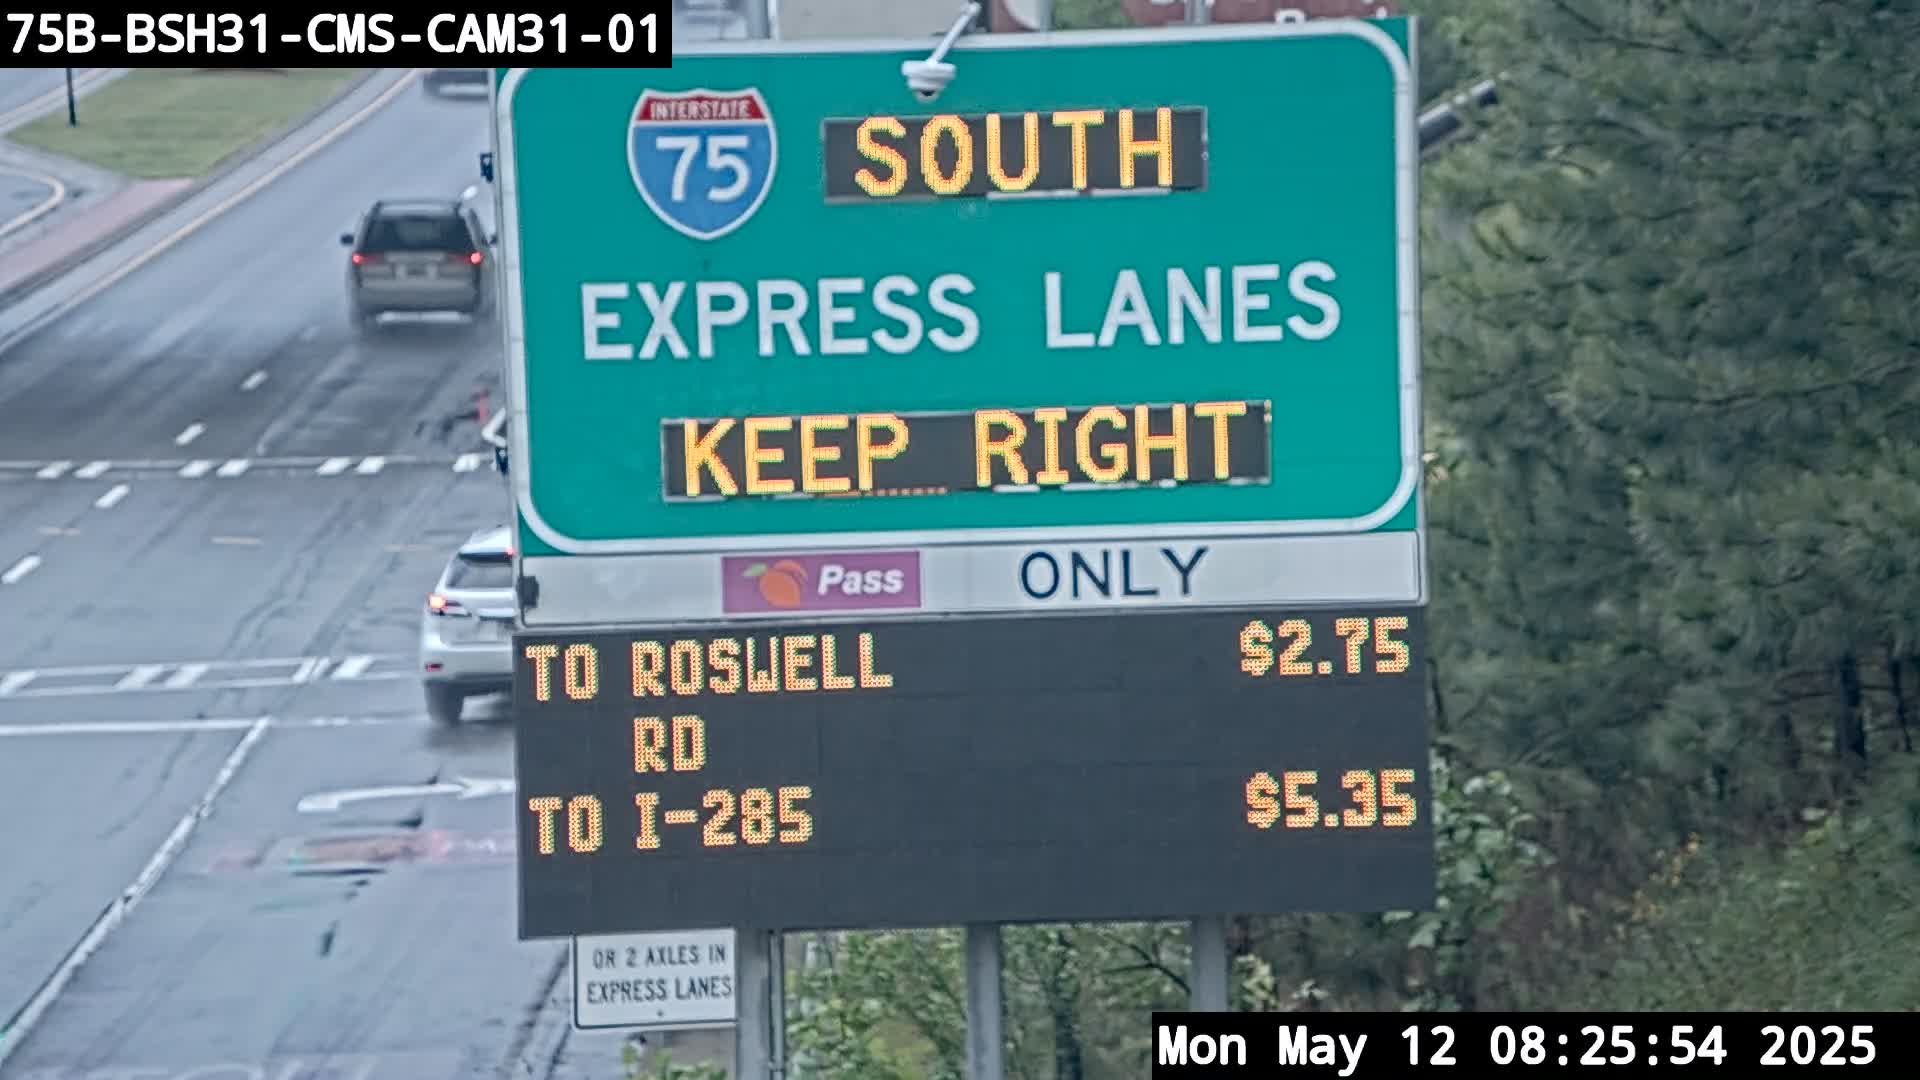 75B-BSH31-CMS-CAM31-01
INTERSTATE
75
SOUTH
EXPRESS LANES
KEEP RIGHT
Pass ONLY
TO ROSWELL $2.75
RD
TO I-285 $5.35
OR 2 AXLES IN
EXPRESS LANES
Mon May 12 08:25:54 2025